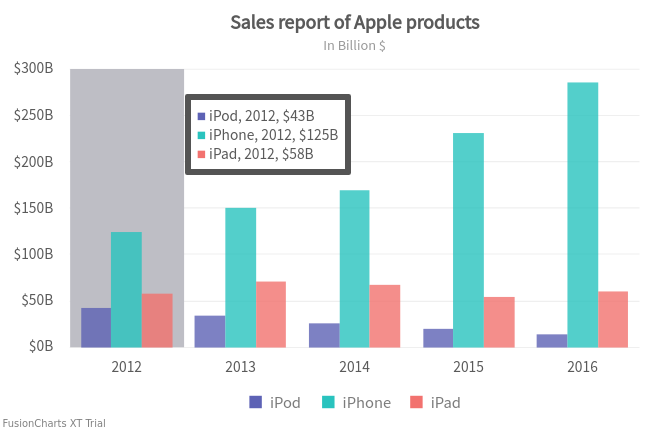 Sales report of Apple products
In Billion $
$300B
$250B
$200B
$150B
$100B
$50B
$0B
iPod, 2012, $43B
iPhone, 2012, $125B
iPad, 2012, $58B
2012 2013 2014 2015 2016
iPod iPhone iPad
FusionCharts XT Trial